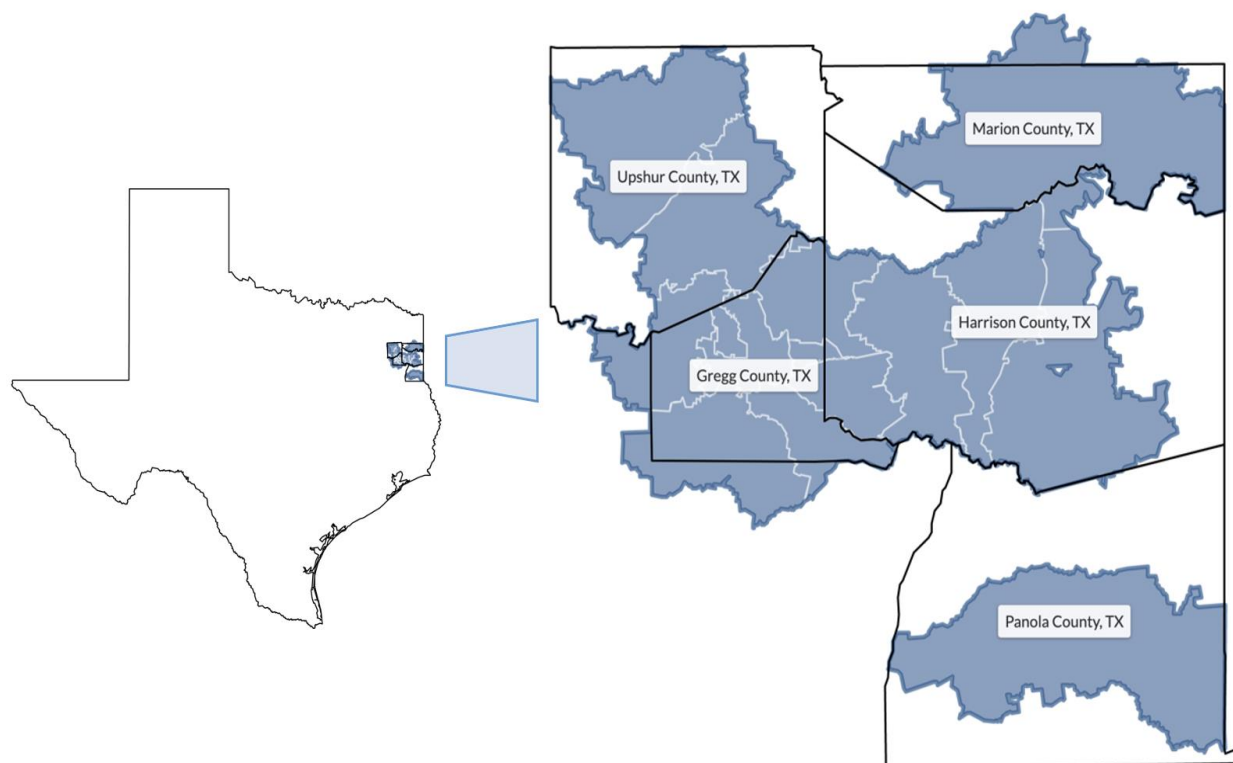 Marion County, TX
Upshur County, TX
Harrison County, TX
Gregg County, TX
Panola County, TX